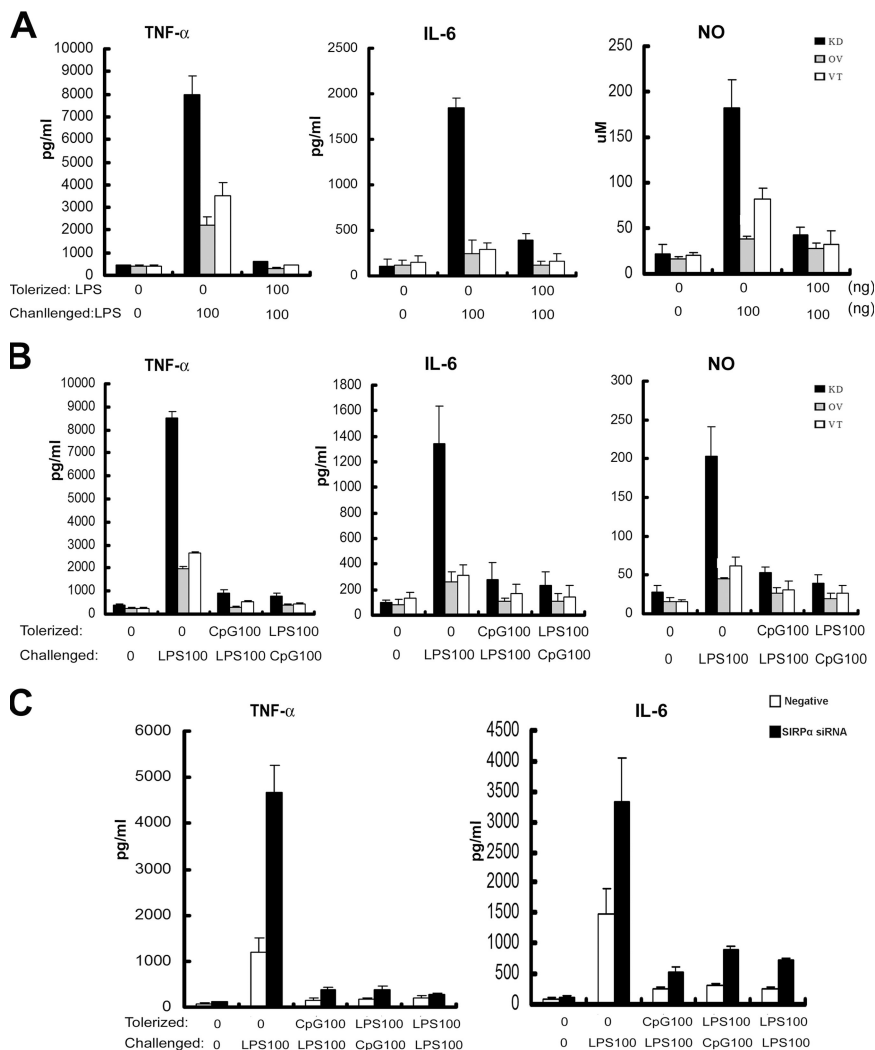 A
TNF-α
IL-6
NO
10000
9000
8000
7000
6000
5000
4000
3000
2000
1000
0
pg/ml
2500
2000
1500
1000
500
0
pg/ml
250
200
150
100
50
0
uM
KD
OV
VT
Tolerized: LPS 0 0 100 0 0 100 0 0 100 (ng)
Chanllenged:LPS 0 100 100 0 100 100 0 100 100 (ng)
B
TNF-α
IL-6
NO
10000
9000
8000
7000
6000
5000
4000
3000
2000
1000
0
pg/ml
1800
1600
1400
1200
1000
800
600
400
200
0
pg/ml
300
250
200
150
100
50
0
KD
OV
VT
Tolerized: 0 0 CpG100 LPS100 0 0 CpG100 LPS100 0 0 CpG100 LPS100
Challenged: 0 LPS100 LPS100 CpG100 0 LPS100 LPS100 CpG100 0 LPS100 LPS100 CpG100
C
TNF-α
IL-6
6000
5000
4000
3000
2000
1000
0
pg/ml
4500
4000
3500
3000
2500
2000
1500
1000
500
0
pg/ml
Negative
SIRPα siRNA
Tolerized: 0 0 CpG100 LPS100 LPS100 0 0 CpG100 LPS100 LPS100
Challenged: 0 LPS100 LPS100 CpG100 LPS100 0 LPS100 LPS100 CpG100 LPS100